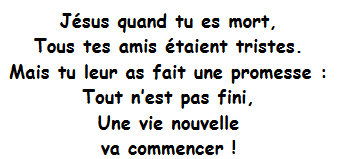 Jésus quand tu es mort,
Tous tes amis étaient tristes.
Mais tu leur as fait une promesse :
Tout n'est pas fini,
Une vie nouvelle
va commencer !